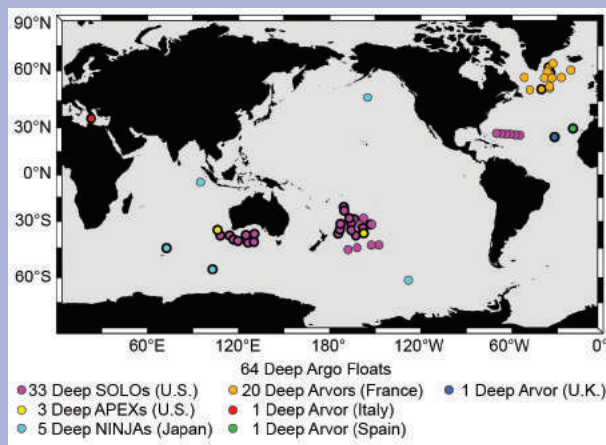 90°N
60°N
30°N
0°N
30°S
60°S
60°E 120°E 180°W 120°W 60°W 0°
64 Deep Argo Floats
33 Deep SOLOs (U.S.) 20 Deep Arvors (France) 1 Deep Arvor (U.K.)
3 Deep APEXs (U.S.) 1 Deep Arvor (Italy)
5 Deep NINJAs (Japan) 1 Deep Arvor (Spain)